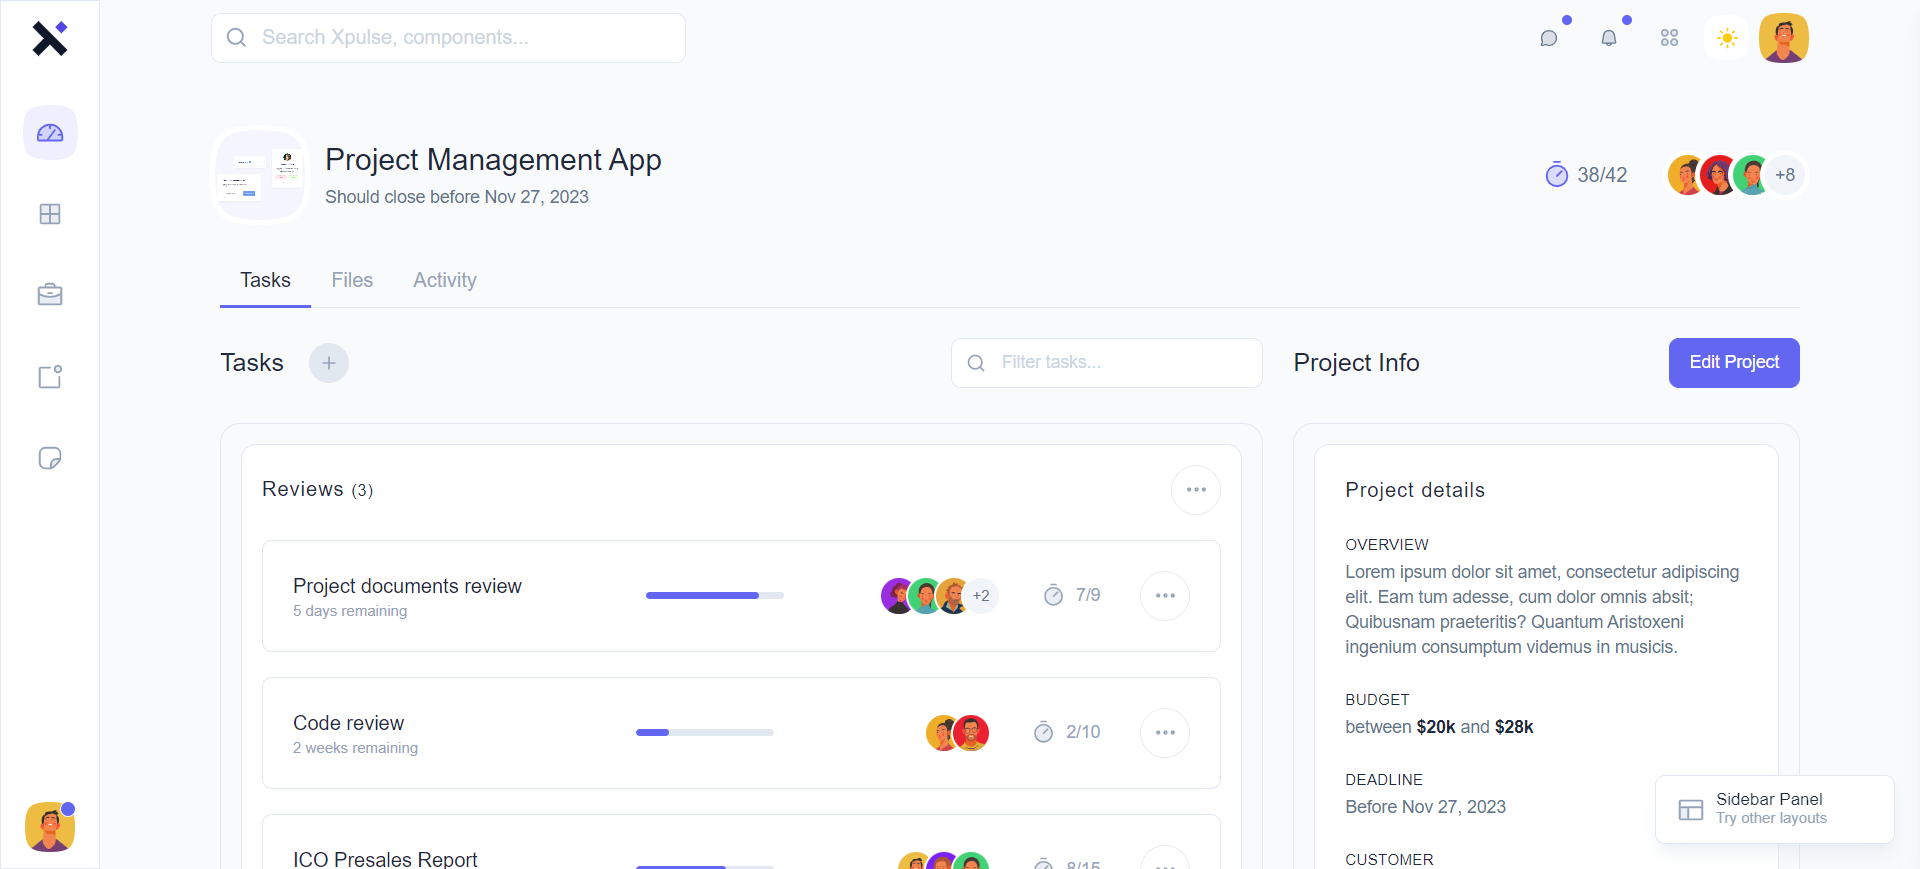 Search Xpulse, components...
Project Management App
Should close before Nov 27, 2023
38/42
+8
Tasks
Files
Activity
Tasks
Filter tasks...
Project Info
Edit Project
Reviews (3)
Project documents review
5 days remaining
+2
7/9
Code review
2 weeks remaining
2/10
ICO Presales Report
8/15
Project details
OVERVIEW
Lorem ipsum dolor sit amet, consectetur adipiscing
elit. Eam tum adesse, cum dolor omnis absit;
Quibusnam praeteritis? Quantum Aristoxeni
ingenium consumptum videmus in musicis.
BUDGET
between $20k and $28k
DEADLINE
Before Nov 27, 2023
CUSTOMER
Sidebar Panel
Try other layouts